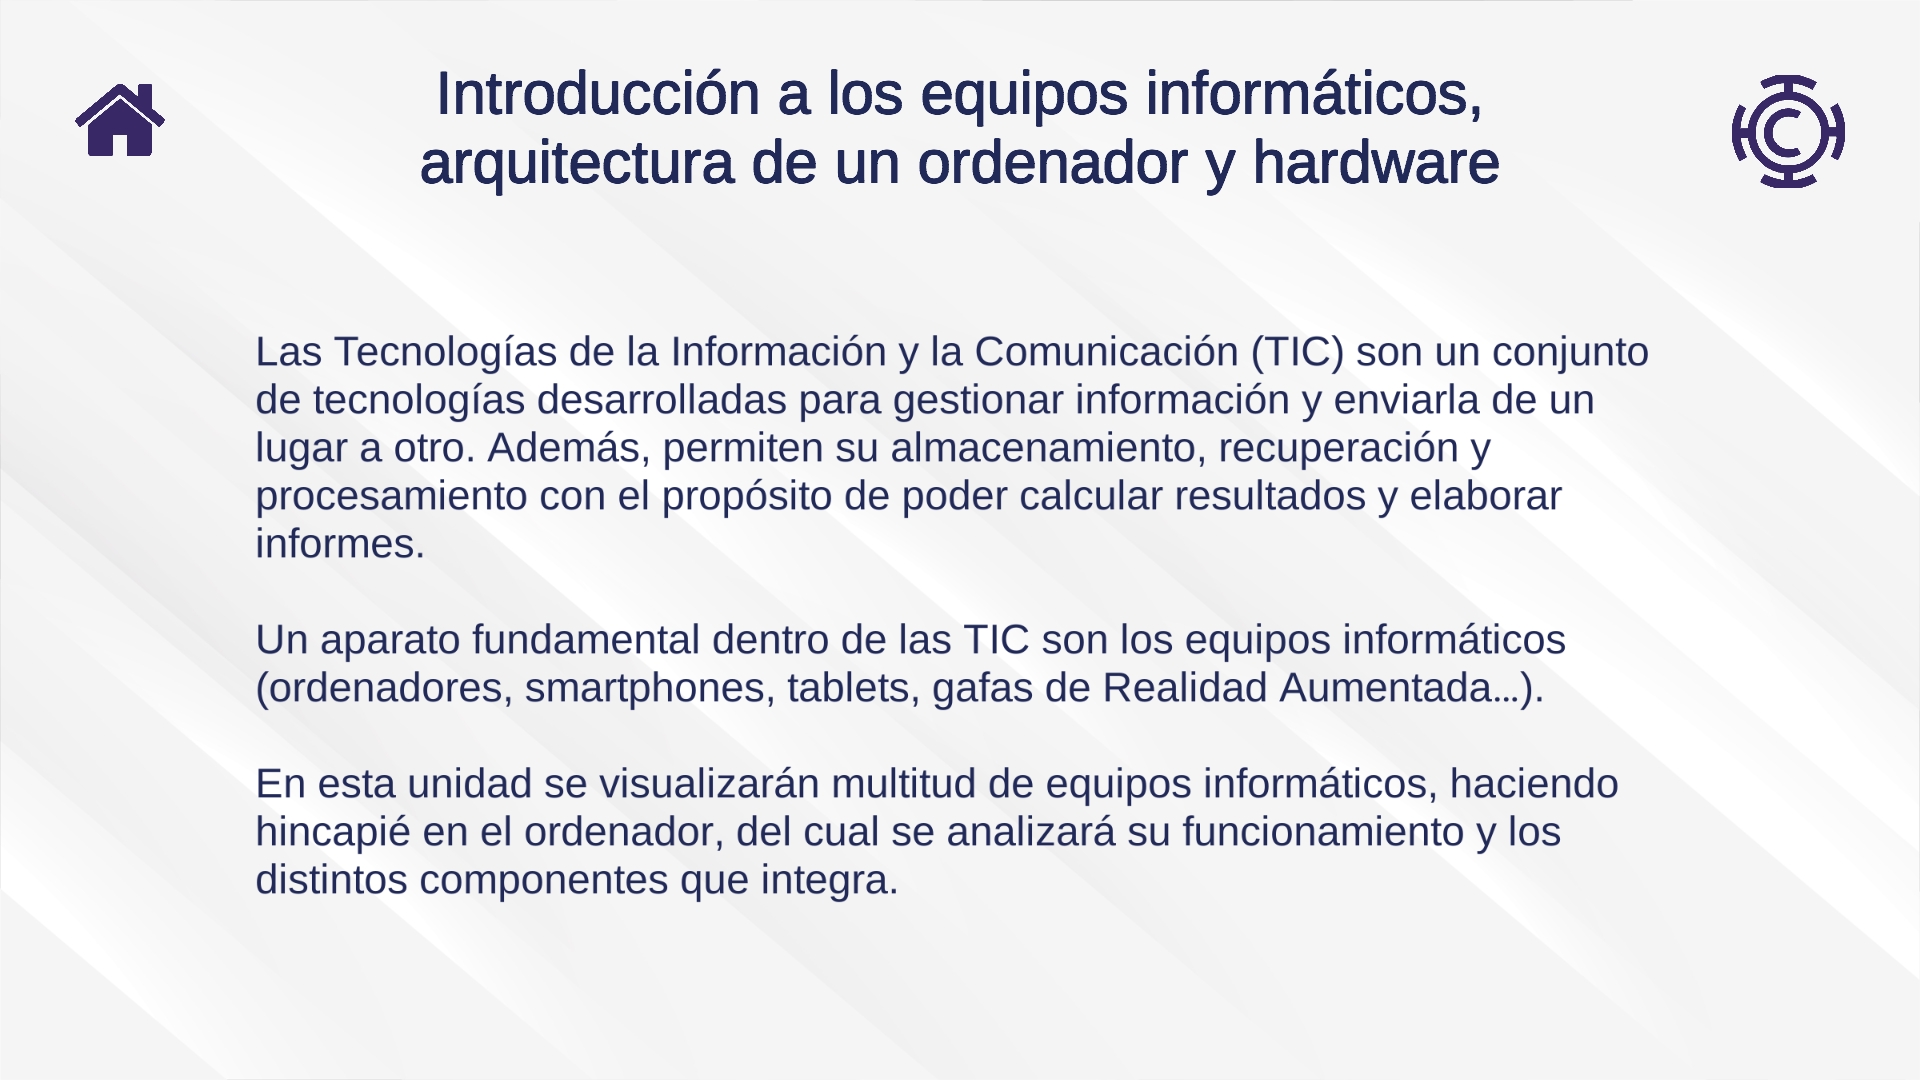 Introducción a los equipos informáticos,
arquitectura de un ordenador y hardware
Las Tecnologías de la Información y la Comunicación (TIC) son un conjunto
de tecnologías desarrolladas para gestionar información y enviarla de un
lugar a otro. Además, permiten su almacenamiento, recuperación y
procesamiento con el propósito de poder calcular resultados y elaborar
informes.
Un aparato fundamental dentro de las TIC son los equipos informáticos
(ordenadores, smartphones, tablets, gafas de Realidad Aumentada…).
En esta unidad se visualizarán multitud de equipos informáticos, haciendo
hincapié en el ordenador, del cual se analizará su funcionamiento y los
distintos componentes que integra.